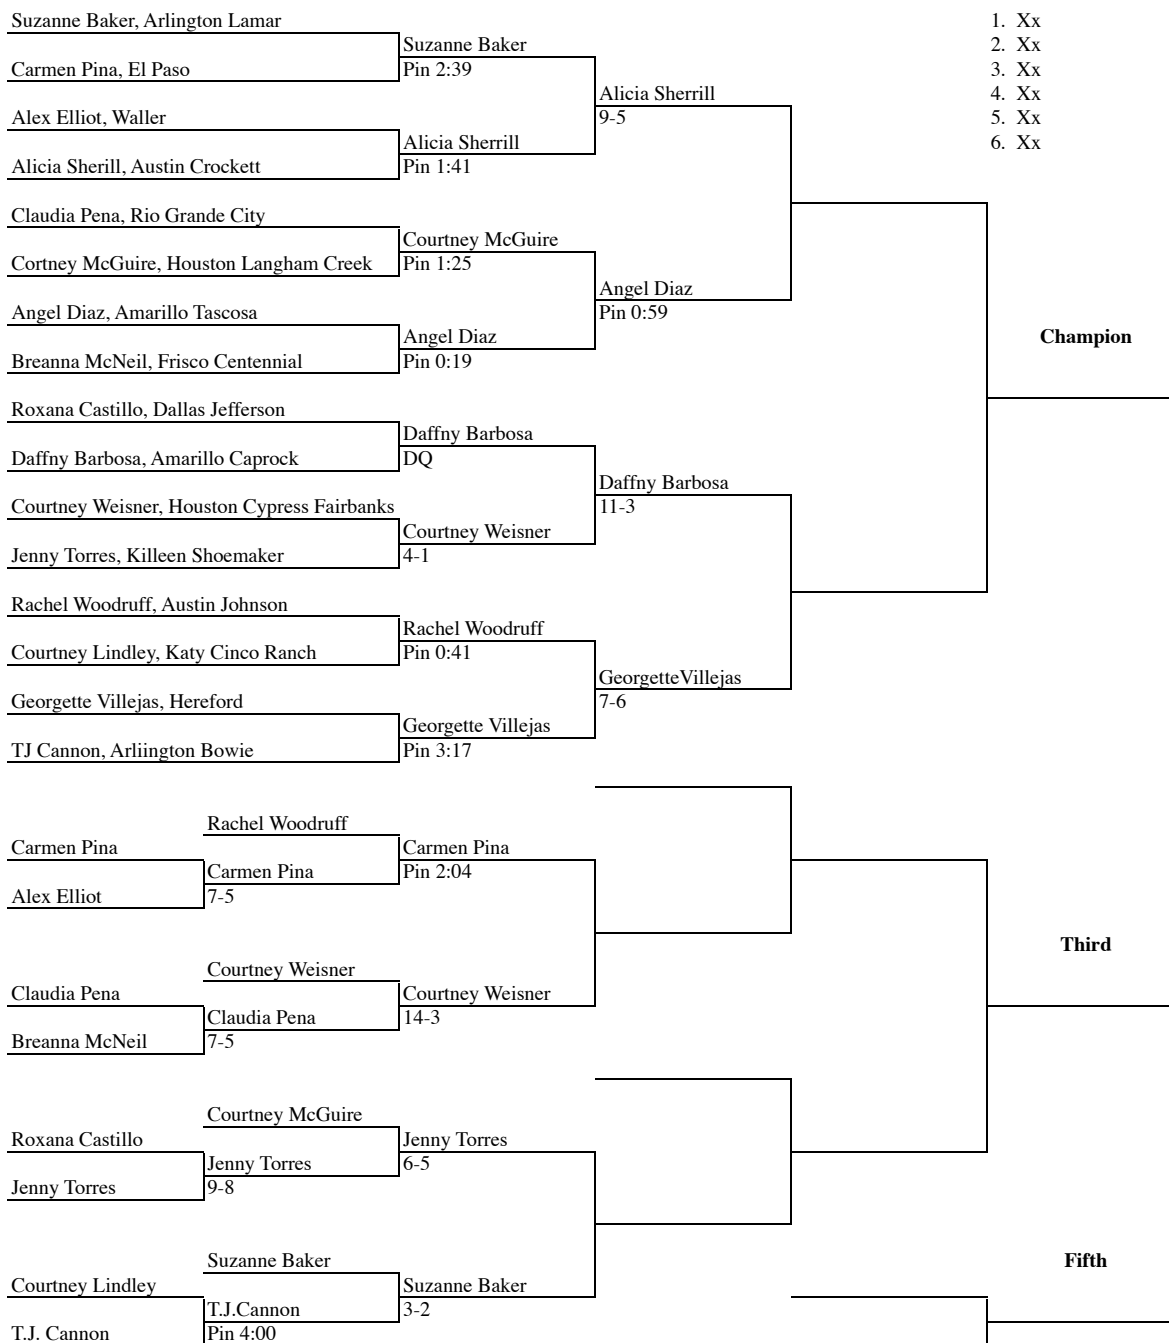 Suzanne Baker, Arlington Lamar
1. Xx
Suzanne Baker
2. Xx
Carmen Pina, El Paso
Pin 2:39
3. Xx
Alicia Sherrill
4. Xx
Alex Elliot, Waller
9-5
5. Xx
Alicia Sherrill
6. Xx
Alicia Sherill, Austin Crockett
Pin 1:41
Claudia Pena, Rio Grande City
Courtney McGuire
Cortney McGuire, Houston Langham Creek
Pin 1:25
Angel Diaz
Angel Diaz, Amarillo Tascosa
Pin 0:59
Angel Diaz
Champion
Breanna McNeil, Frisco Centennial
Pin 0:19
Roxana Castillo, Dallas Jefferson
Daffny Barbosa
Daffny Barbosa, Amarillo Caprock
DQ
Daffny Barbosa
Courtney Weisner, Houston Cypress Fairbanks
11-3
Courtney Weisner
Jenny Torres, Killeen Shoemaker
4-1
Rachel Woodruff, Austin Johnson
Rachel Woodruff
Courtney Lindley, Katy Cinco Ranch
Pin 0:41
GeorgetteVillejas
Georgette Villejas, Hereford
7-6
Georgette Villejas
TJ Cannon, Arliington Bowie
Pin 3:17
Rachel Woodruff
Carmen Pina
Carmen Pina
Carmen Pina
Pin 2:04
Alex Elliot
7-5
Third
Courtney Weisner
Claudia Pena
Courtney Weisner
Claudia Pena
14-3
Breanna McNeil
7-5
Courtney McGuire
Roxana Castillo
Jenny Torres
Jenny Torres
6-5
Jenny Torres
9-8
Suzanne Baker
Fifth
Courtney Lindley
Suzanne Baker
T.J.Cannon
3-2
T.J. Cannon
Pin 4:00